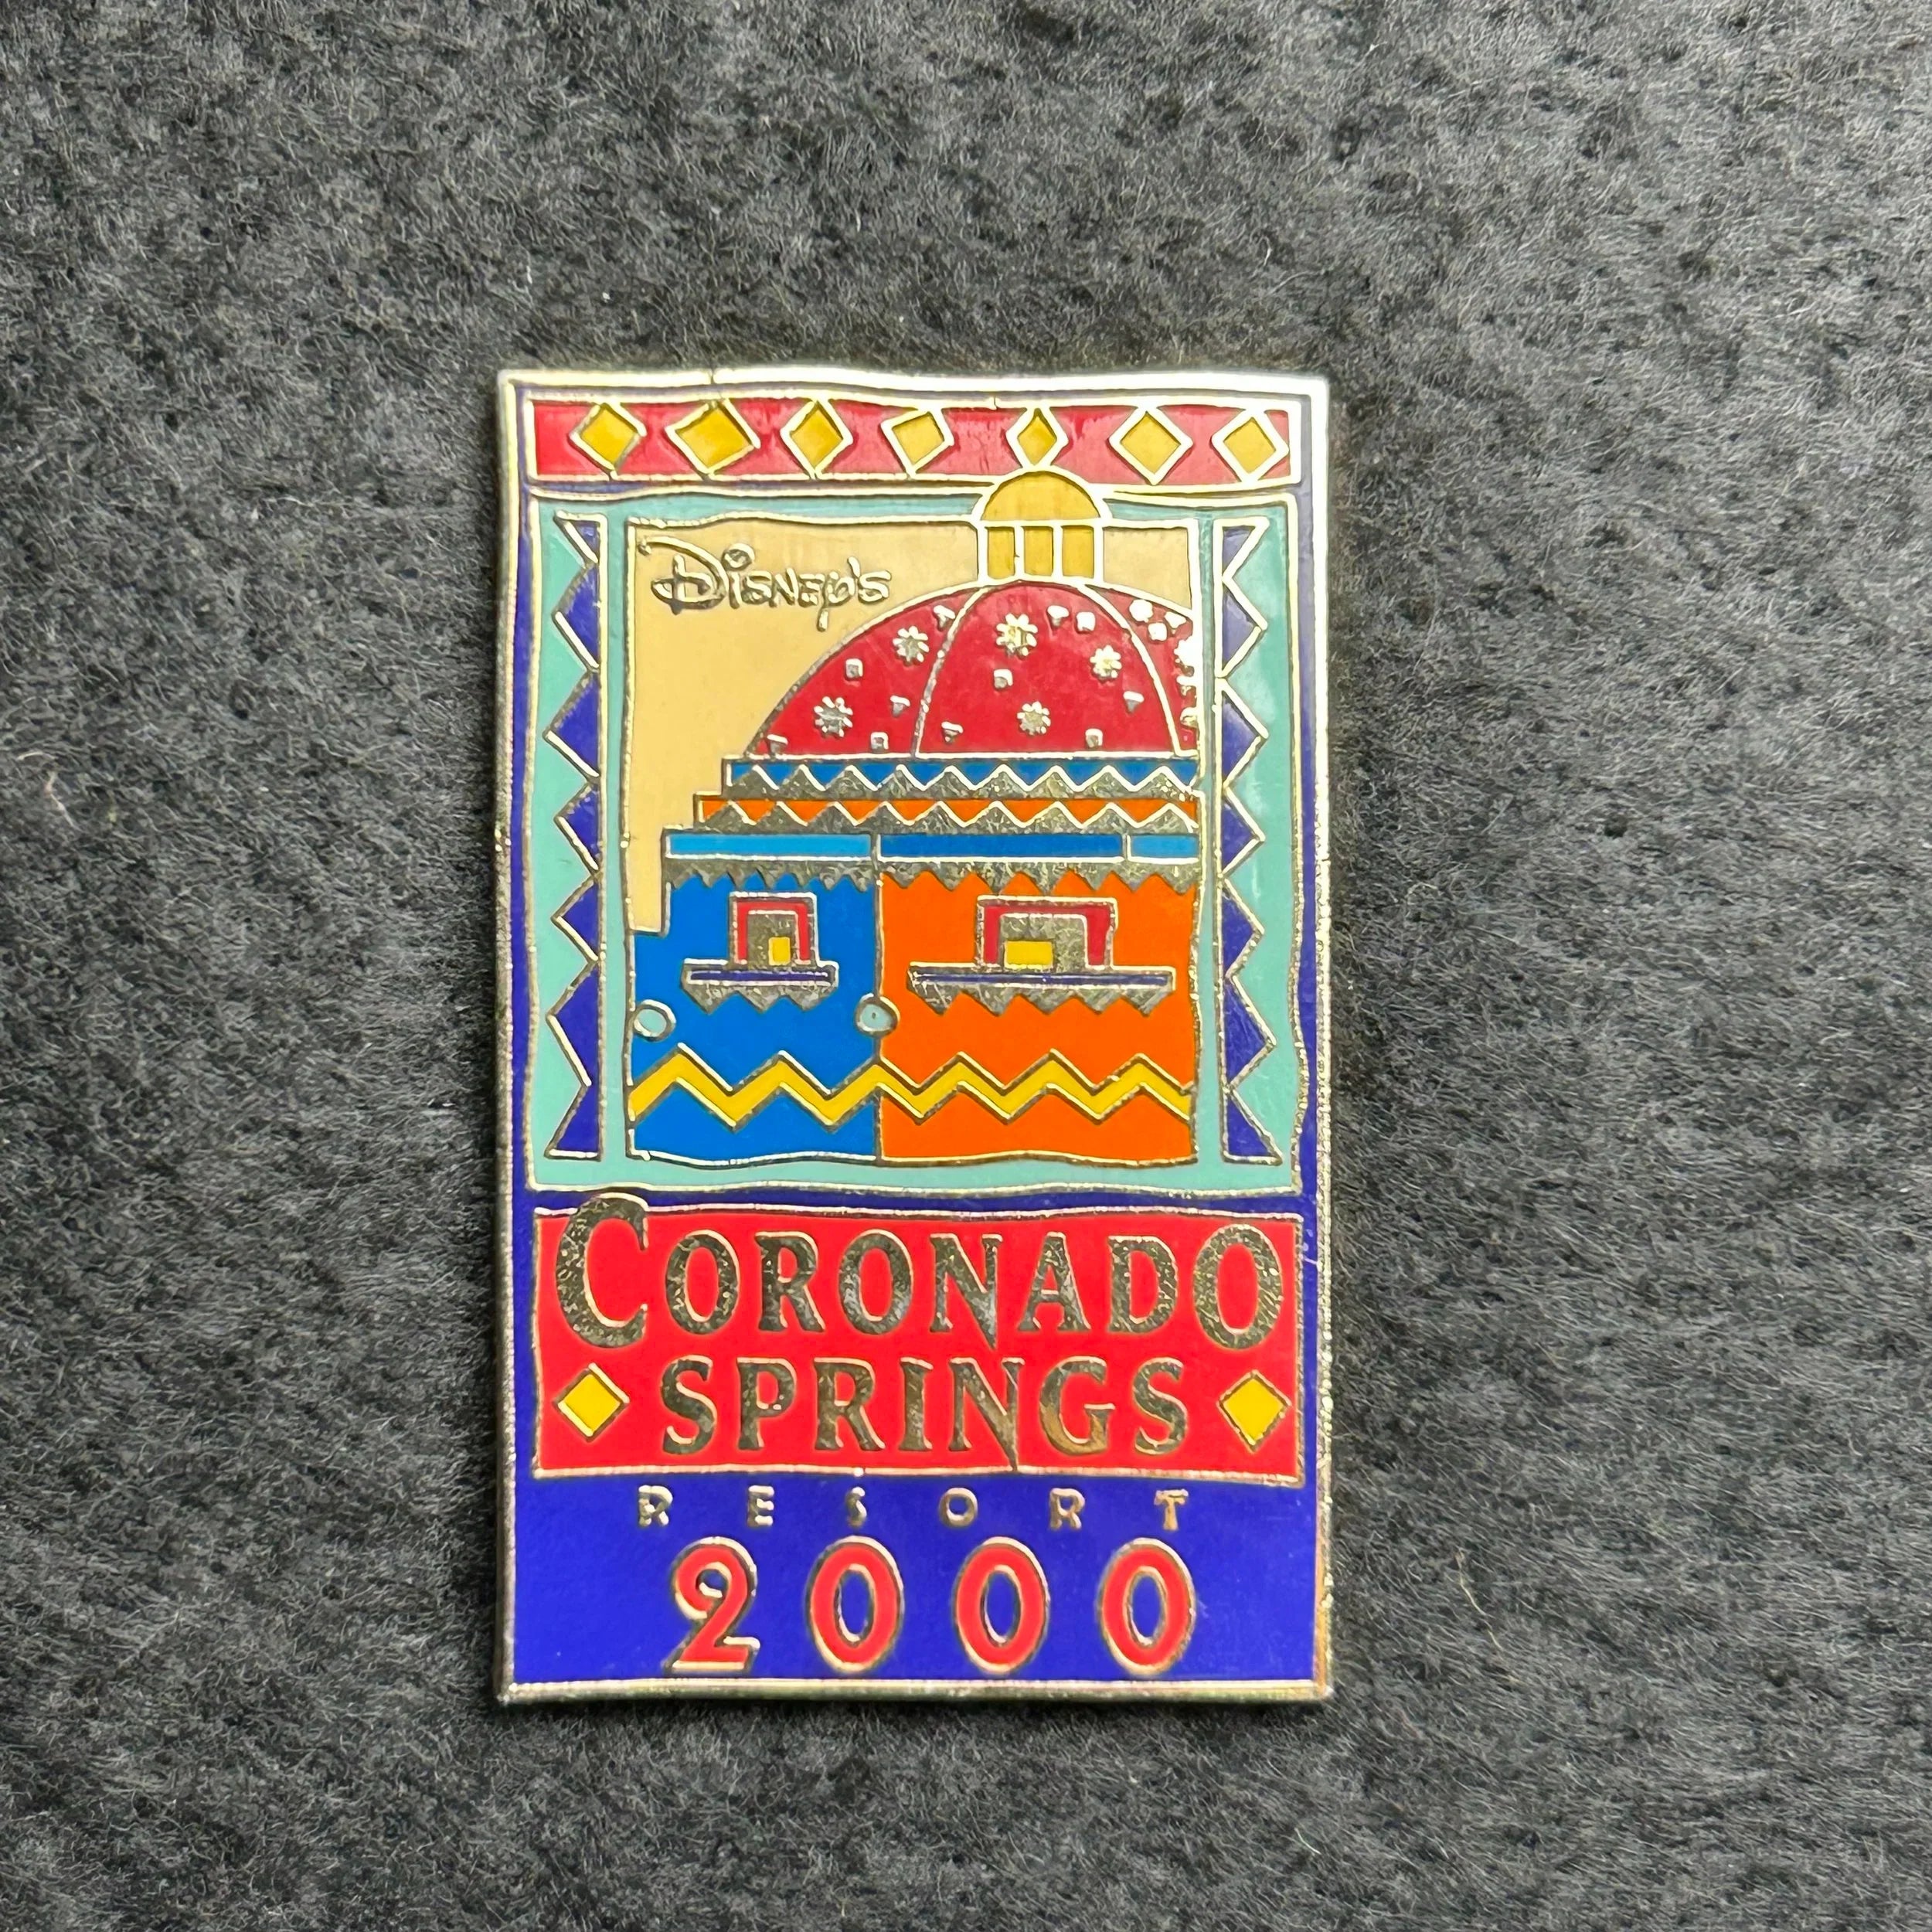 Disney's
CORONADO
SPRINGS
RESORT
2000